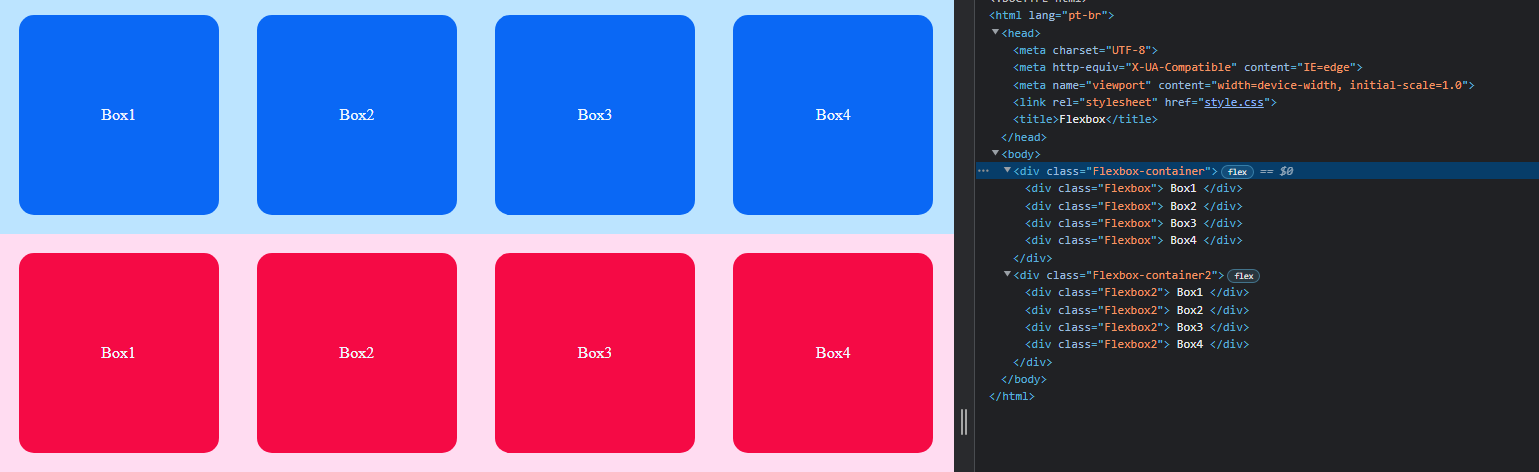 Box1 Box2 Box3 Box4
Box1 Box2 Box3 Box4
<html lang="pt-br">
<head>
<meta charset="UTF-8">
<meta http-equiv="X-UA-Compatible" content="IE=edge">
<meta name="viewport" content="width=device-width, initial-scale=1.0">
<link rel="stylesheet" href="style.css">
<title>Flexbox</title>
</head>
<body>
<div class="Flexbox-container"> flex == $0
<div class="Flexbox"> Box1 </div>
<div class="Flexbox"> Box2 </div>
<div class="Flexbox"> Box3 </div>
<div class="Flexbox"> Box4 </div>
</div>
<div class="Flexbox-container2"> flex
<div class="Flexbox2"> Box1 </div>
<div class="Flexbox2"> Box2 </div>
<div class="Flexbox2"> Box3 </div>
<div class="Flexbox2"> Box4 </div>
</div>
</body>
</html>